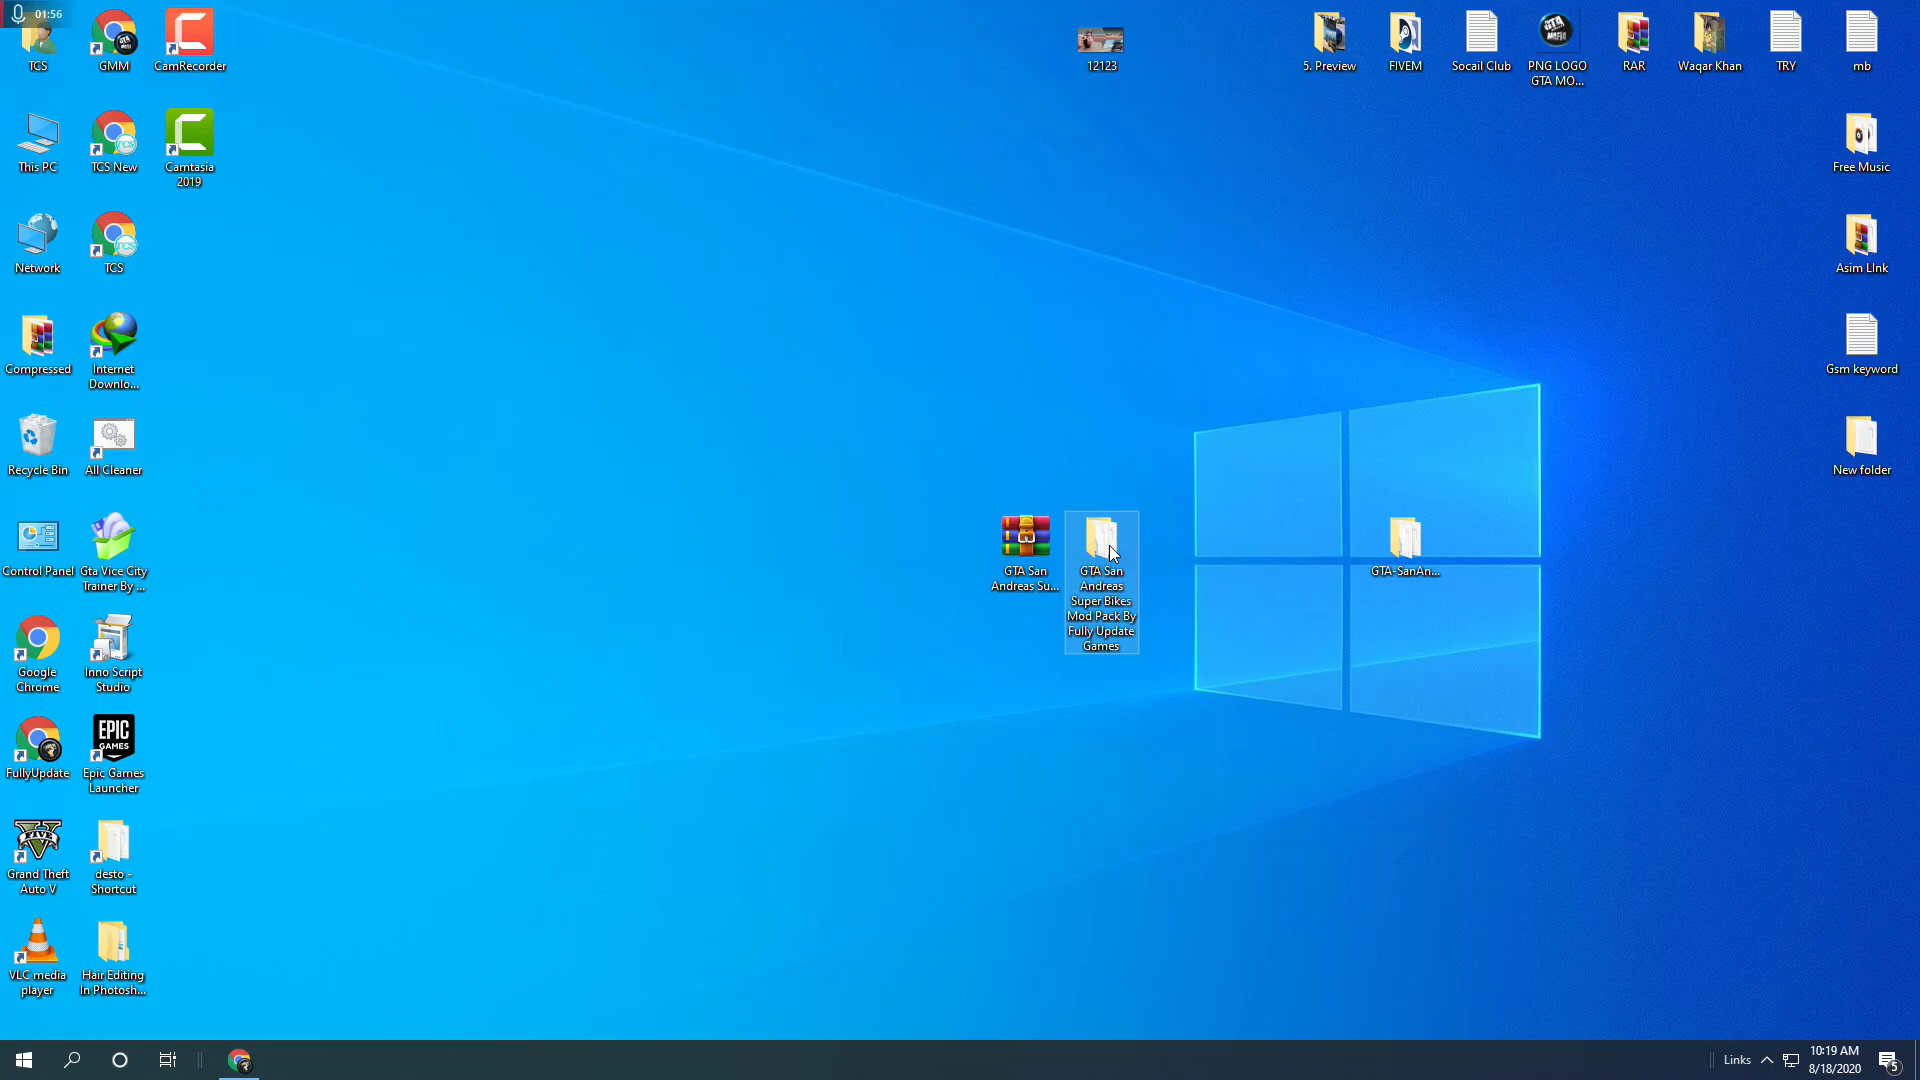 01:56
TCS
GMM
CamRecorder
12123
5. Preview
FIVEM
Socail Club
PNG LOGO
GTA MO...
RAR
Waqar Khan
TRY
mb
This PC
TCS New
Camtasia
2019
Free Music
Network
TCS
Asim LInk
Compressed
Internet
Downlo...
Gsm keyword
Recycle Bin
All Cleaner
New folder
Control Panel
Gta Vice City
Trainer By ...
GTA San
Andreas Su...
GTA San
Andreas
Super Bikes
Mod Pack By
Fully Update
Games
GTA-SanAn...
Google
Chrome
Inno Script
Studio
FullyUpdate
EPIC
GAMES
Epic Games
Launcher
FIVE
Grand Theft
Auto V
desto -
Shortcut
VLC media
player
Hair Editing
In Photosh...
Links
10:19 AM
8/18/2020
5